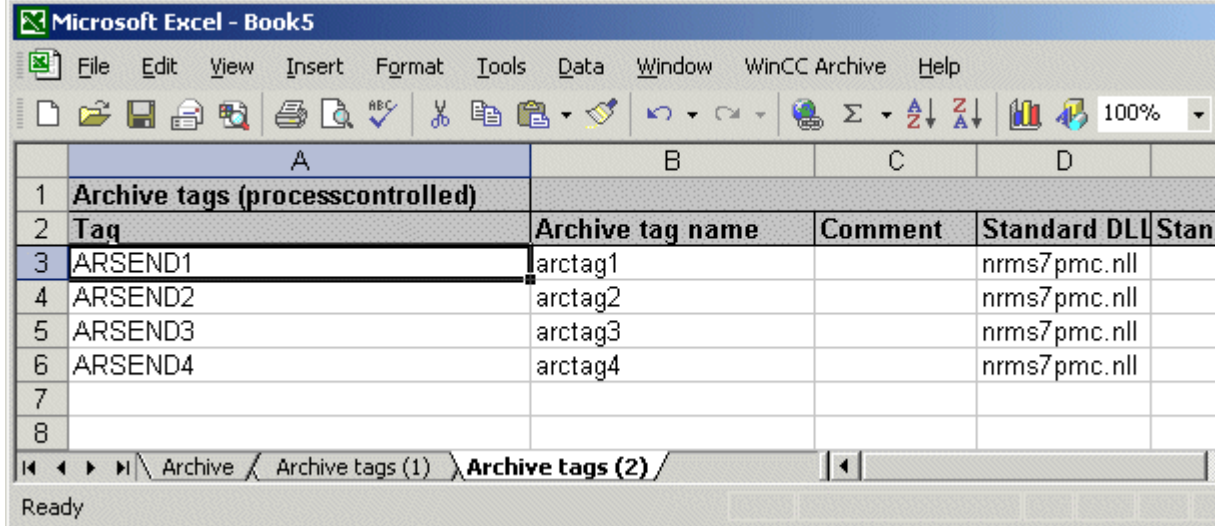 Microsoft Excel - Book5
File Edit View Insert Format Tools Data Window WinCC Archive Help
ABC Σ A Z Z A 100%
A B C D
1 Archive tags (processcontrolled)
2 Tag Archive tag name Comment Standard DLL Stan
3 ARSEND1 arctag1 nrms7pmc.nll
4 ARSEND2 arctag2 nrms7pmc.nll
5 ARSEND3 arctag3 nrms7pmc.nll
6 ARSEND4 arctag4 nrms7pmc.nll
7
8
Archive Archive tags (1) Archive tags (2)
Ready